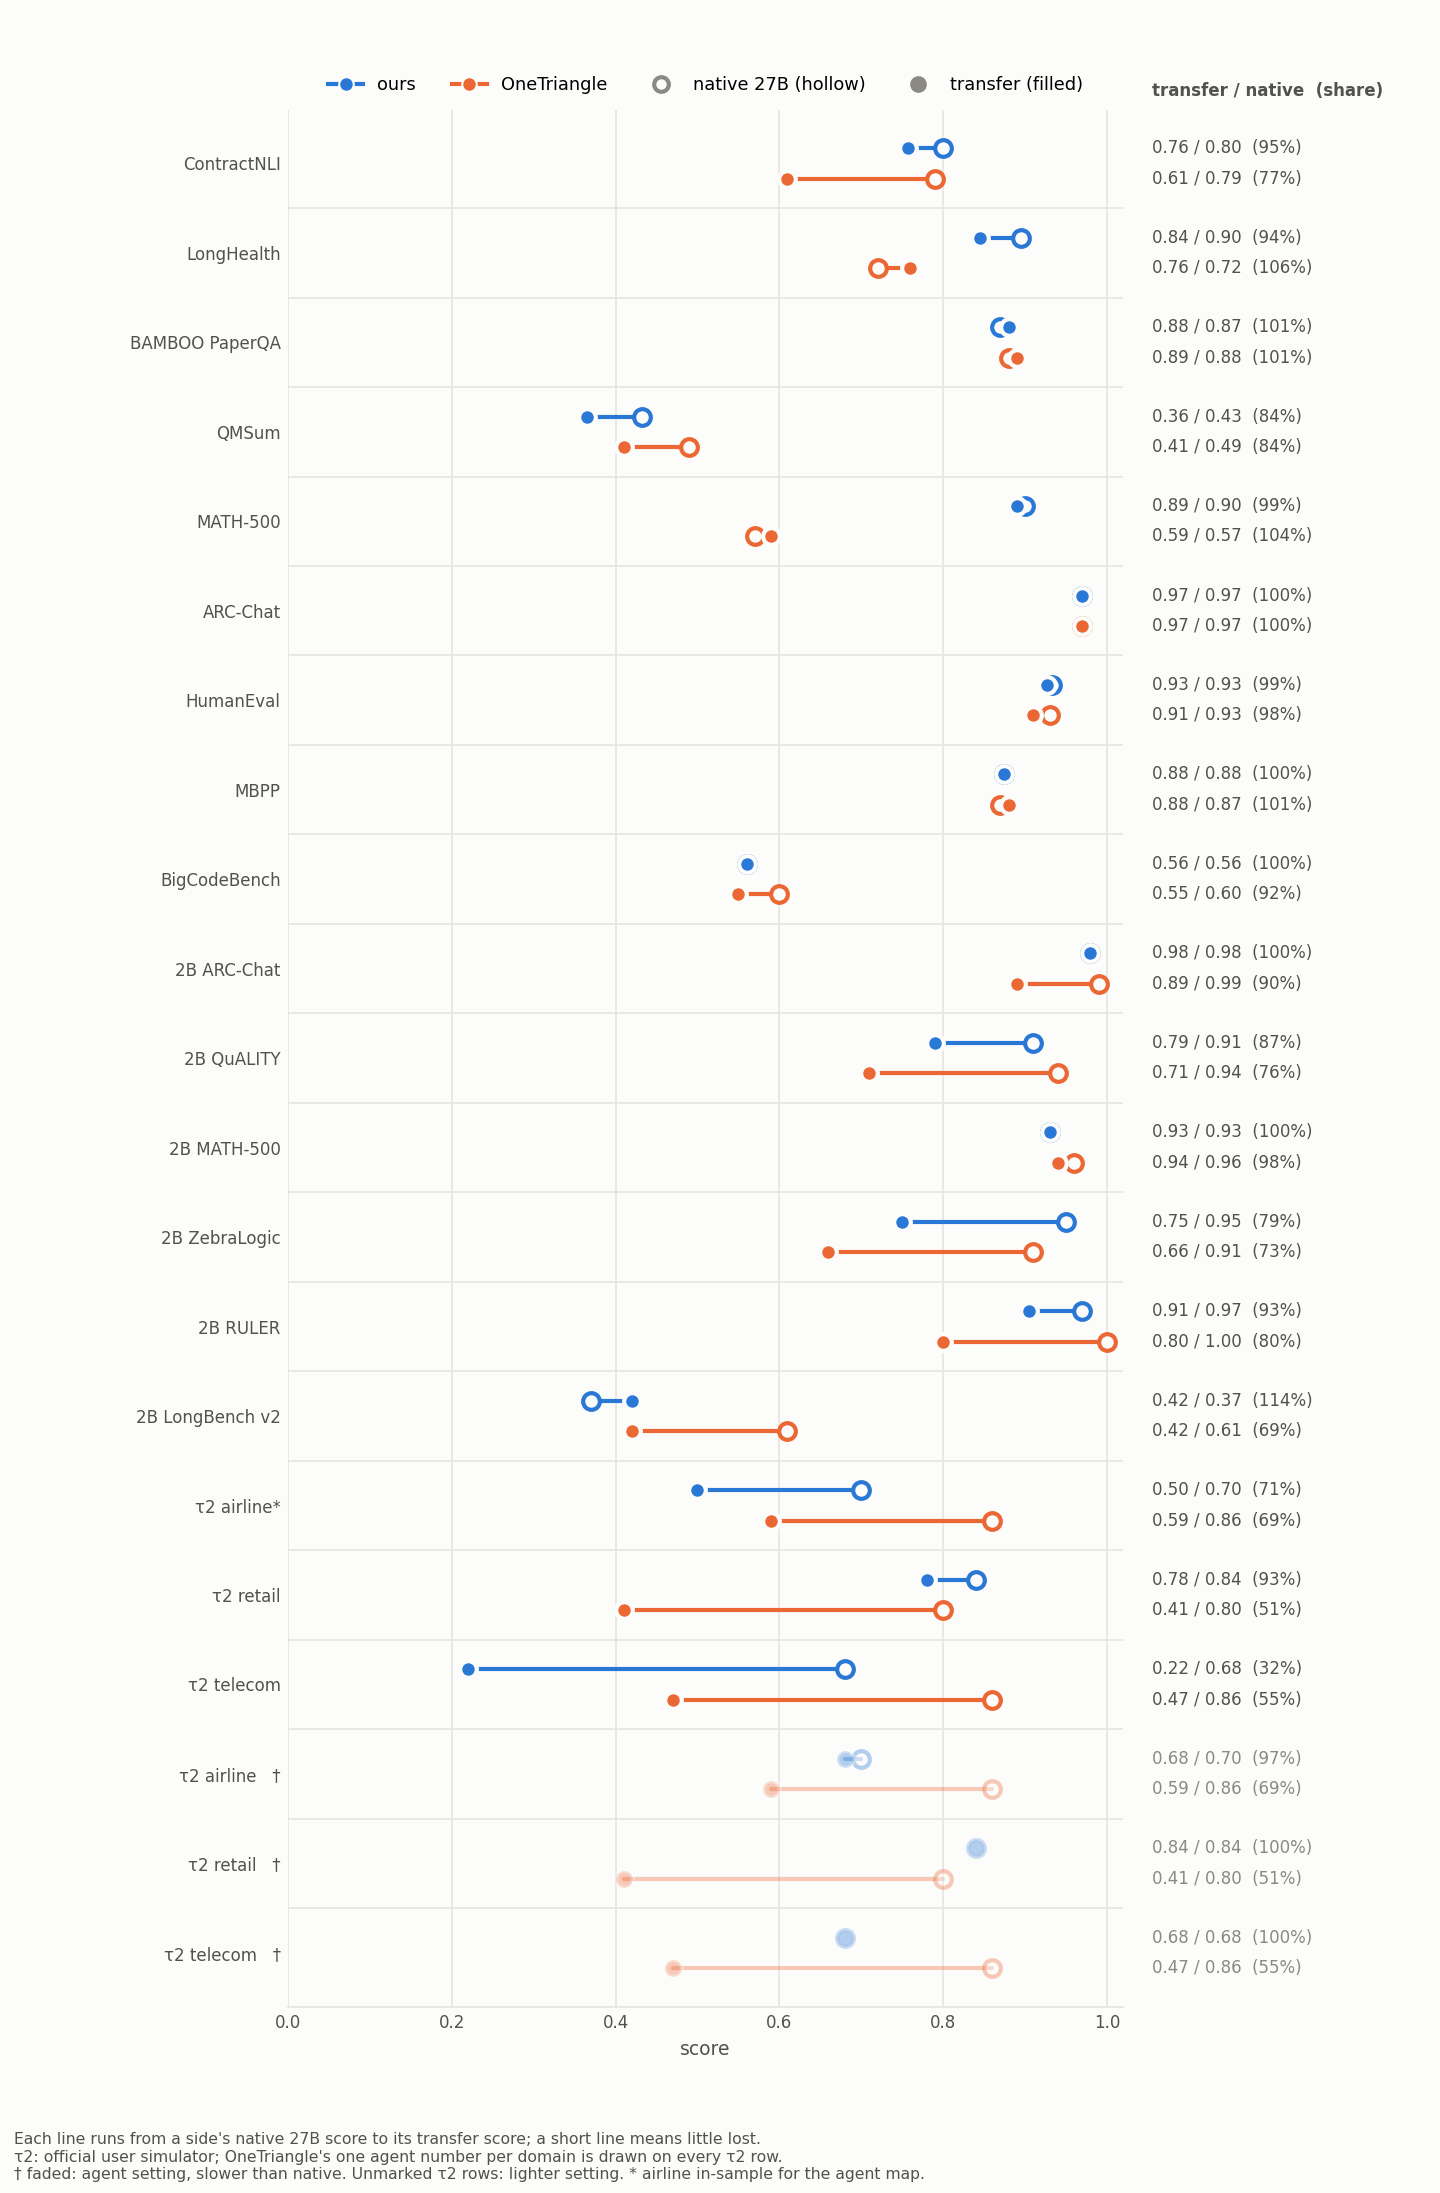 ours OneTriangle native 27B (hollow) transfer (filled) transfer / native (share)
ContractNLI
0.76 / 0.80 (95%)
0.61 / 0.79 (77%)
LongHealth
0.84 / 0.90 (94%)
0.76 / 0.72 (106%)
BAMBOO PaperQA
0.88 / 0.87 (101%)
0.89 / 0.88 (101%)
QMSum
0.36 / 0.43 (84%)
0.41 / 0.49 (84%)
MATH-500
0.89 / 0.90 (99%)
0.59 / 0.57 (104%)
ARC-Chat
0.97 / 0.97 (100%)
0.97 / 0.97 (100%)
HumanEval
0.93 / 0.93 (99%)
0.91 / 0.93 (98%)
MBPP
0.88 / 0.88 (100%)
0.88 / 0.87 (101%)
BigCodeBench
0.56 / 0.56 (100%)
0.55 / 0.60 (92%)
2B ARC-Chat
0.98 / 0.98 (100%)
0.89 / 0.99 (90%)
2B QuALITY
0.79 / 0.91 (87%)
0.71 / 0.94 (76%)
2B MATH-500
0.93 / 0.93 (100%)
0.94 / 0.96 (98%)
2B ZebraLogic
0.75 / 0.95 (79%)
0.66 / 0.91 (73%)
2B RULER
0.91 / 0.97 (93%)
0.80 / 1.00 (80%)
2B LongBench v2
0.42 / 0.37 (114%)
0.42 / 0.61 (69%)
τ2 airline*
0.50 / 0.70 (71%)
0.59 / 0.86 (69%)
τ2 retail
0.78 / 0.84 (93%)
0.41 / 0.80 (51%)
τ2 telecom
0.22 / 0.68 (32%)
0.47 / 0.86 (55%)
τ2 airline †
0.68 / 0.70 (97%)
0.59 / 0.86 (69%)
τ2 retail †
0.84 / 0.84 (100%)
0.41 / 0.80 (51%)
τ2 telecom †
0.68 / 0.68 (100%)
0.47 / 0.86 (55%)
0.0 0.2 0.4 0.6 0.8 1.0
score
Each line runs from a side's native 27B score to its transfer score; a short line means little lost.
τ2: official user simulator; OneTriangle's one agent number per domain is drawn on every τ2 row.
† faded: agent setting, slower than native. Unmarked τ2 rows: lighter setting. * airline in-sample for the agent map.